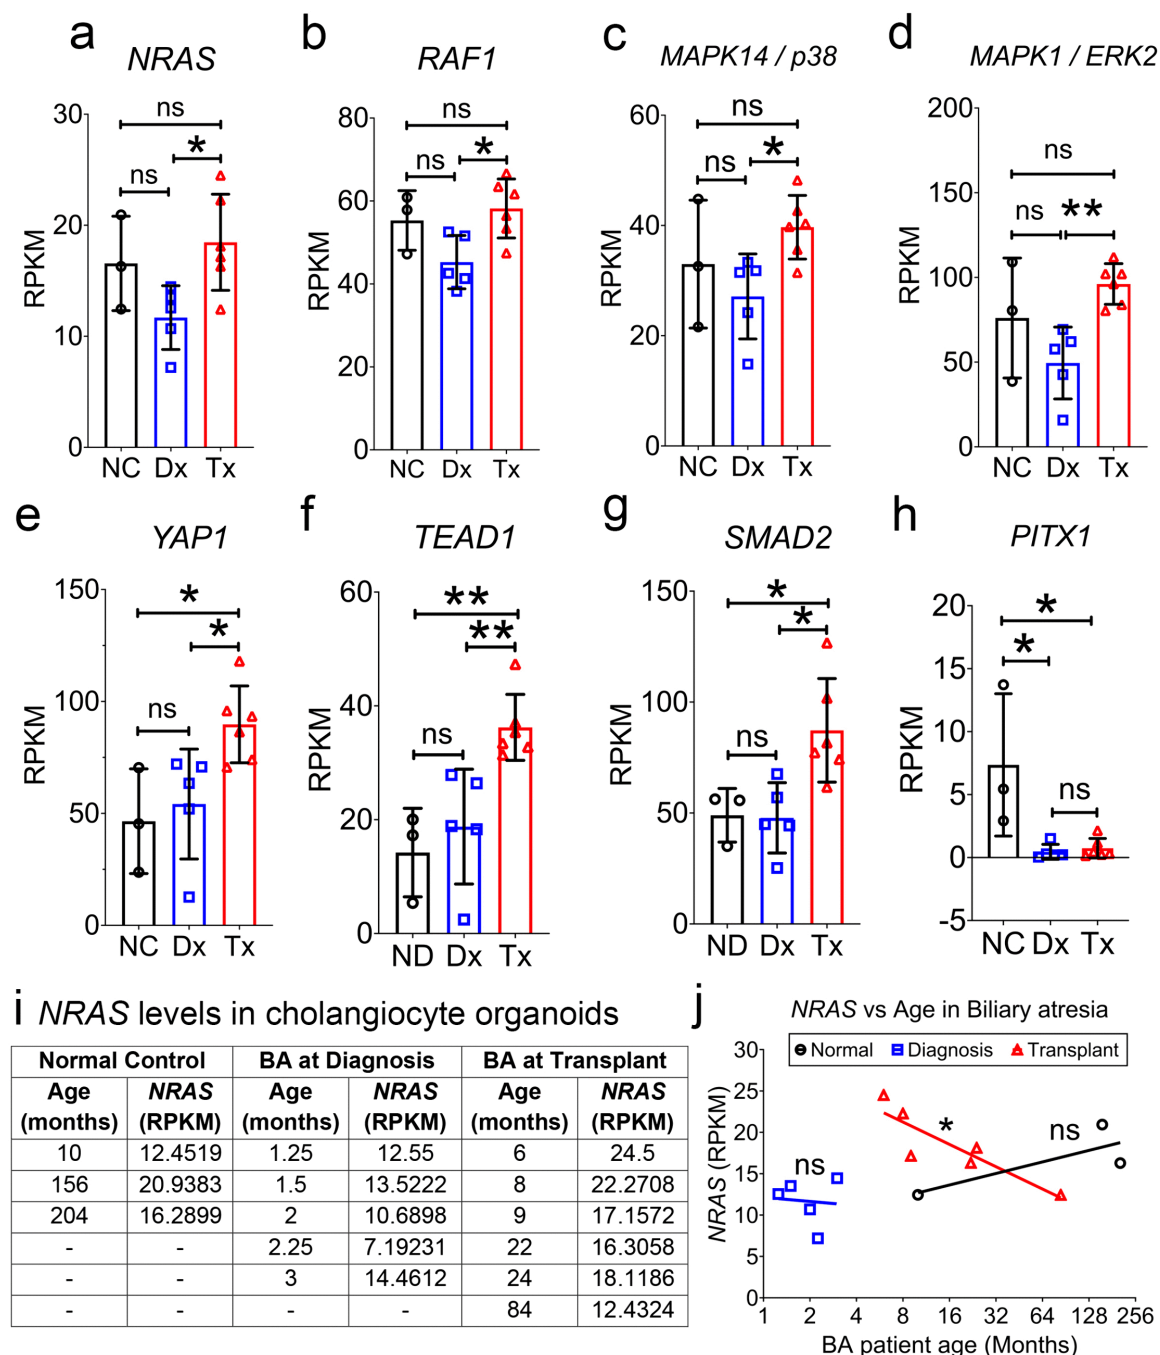 a
NRAS
RPKM
30
20
10
0
ns
ns
*
NC Dx Tx
b
RAF1
RPKM
80
60
40
20
0
ns
ns
*
NC Dx Tx
c
MAPK14 / p38
RPKM
60
40
20
0
ns
ns
*
NC Dx Tx
d
MAPK1 / ERK2
RPKM
200
150
100
50
0
ns
ns
**
NC Dx Tx
e
YAP1
RPKM
150
100
50
0
*
*
ns
NC Dx Tx
f
TEAD1
RPKM
60
40
20
0
**
**
ns
ND Dx Tx
g
SMAD2
RPKM
150
100
50
0
*
*
ns
ND Dx Tx
h
PITX1
RPKM
20
15
10
5
0
-5
*
*
ns
NC Dx Tx
i NRAS levels in cholangiocyte organoids
Normal Control BA at Diagnosis BA at Transplant
Age (months) NRAS (RPKM) Age (months) NRAS (RPKM) Age (months) NRAS (RPKM)
10 12.4519 1.25 12.55 6 24.5
156 20.9383 1.5 13.5222 8 22.2708
204 16.2899 2 10.6898 9 17.1572
- - 2.25 7.19231 22 16.3058
- - 3 14.4612 24 18.1186
- - - - 84 12.4324
j
NRAS vs Age in Biliary atresia
Normal Diagnosis Transplant
NRAS (RPKM)
30
25
20
15
10
5
0
ns
*
ns
1 2 4 8 16 32 64 128 256
BA patient age (Months)